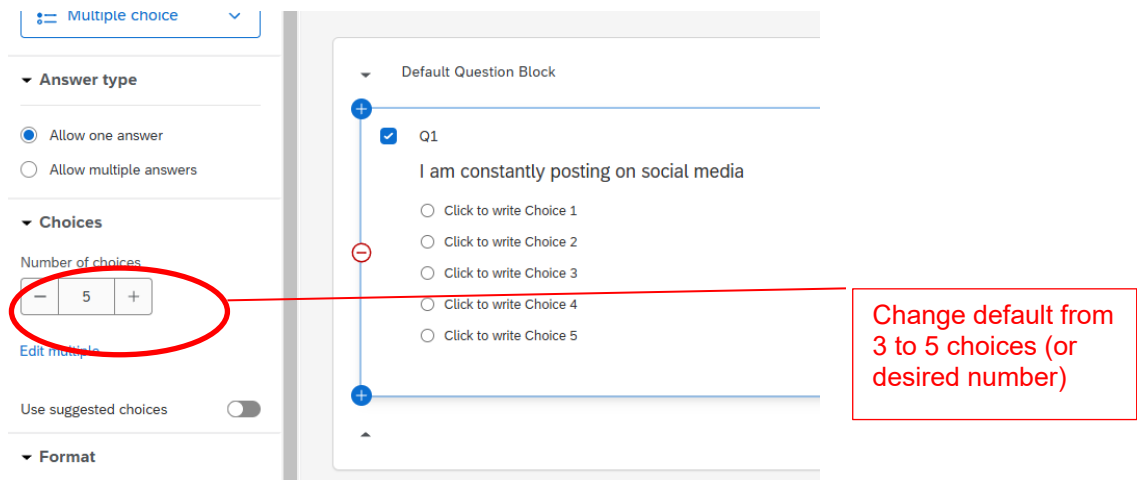 Multiple choice
Answer type
Allow one answer
Allow multiple answers
Choices
Number of choices
5
Edit multiple
Use suggested choices
Format
Default Question Block
Q1
I am constantly posting on social media
Click to write Choice 1
Click to write Choice 2
Click to write Choice 3
Click to write Choice 4
Click to write Choice 5
Change default from
3 to 5 choices (or
desired number)